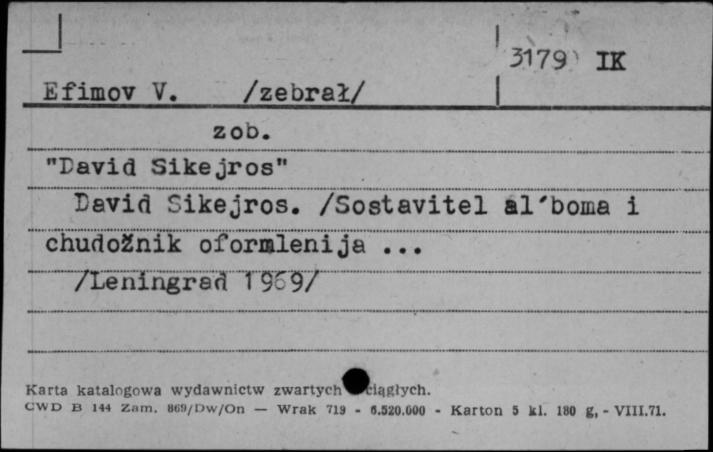 3179 IK
Efimov V. /zebrał/
zob.
"David Sikejros"
David Sikejros. /Sostavitel al'boma i
chudožnik oformlenija ...
/Leningrad 1969/
Karta katalogowa wydawnictw zwartych ciągłych.
CWD B 144 Zam. 869/Dw/On — Wrak 719 - 6.520.000 - Karton 5 kl. 180 g, - VIII.71.